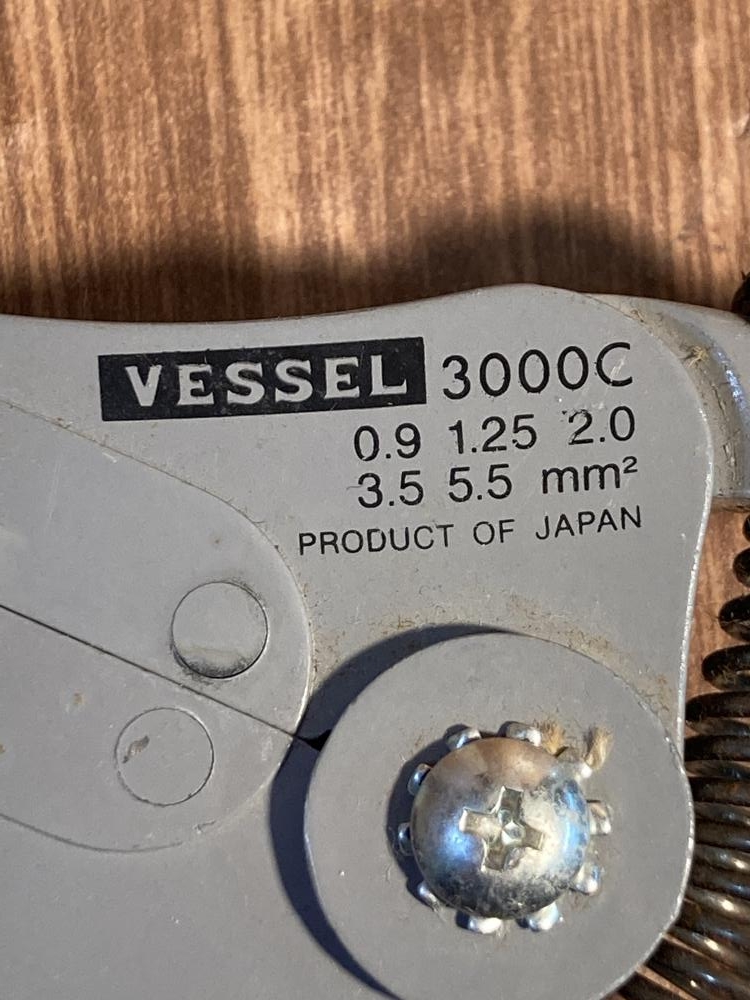 VESSEL 3000C
0.9 1.25 2.0
3.5 5.5 mm²
PRODUCT OF JAPAN